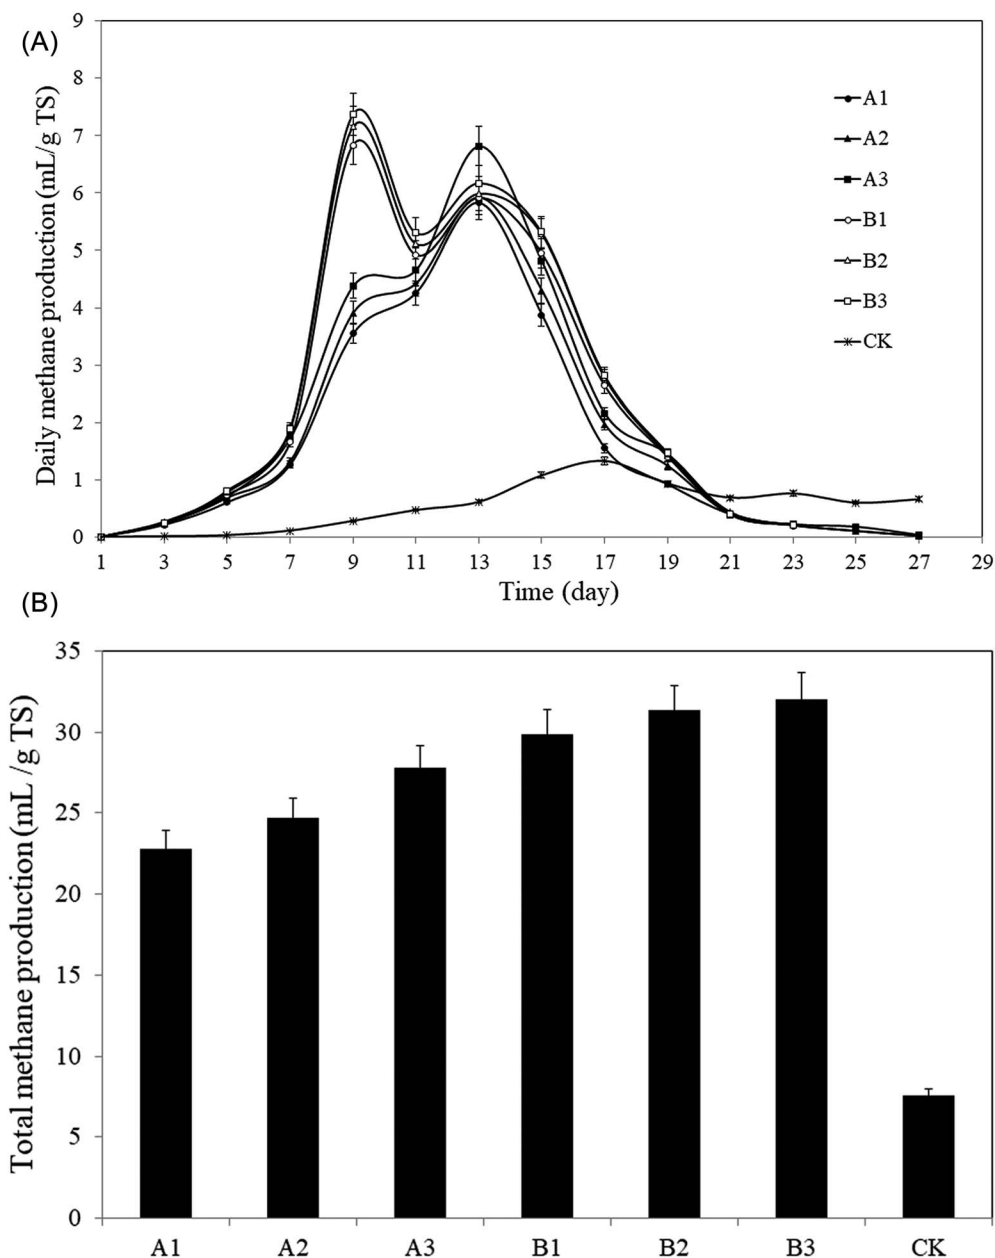 (A)
Daily methane production (mL/g TS)
9
8
7
6
5
4
3
2
1
0
A1
A2
A3
B1
B2
B3
CK
1 3 5 7 9 11 13 15 17 19 21 23 25 27 29
Time (day)
(B)
Total methane production (mL /g TS)
35
30
25
20
15
10
5
0
A1 A2 A3 B1 B2 B3 CK